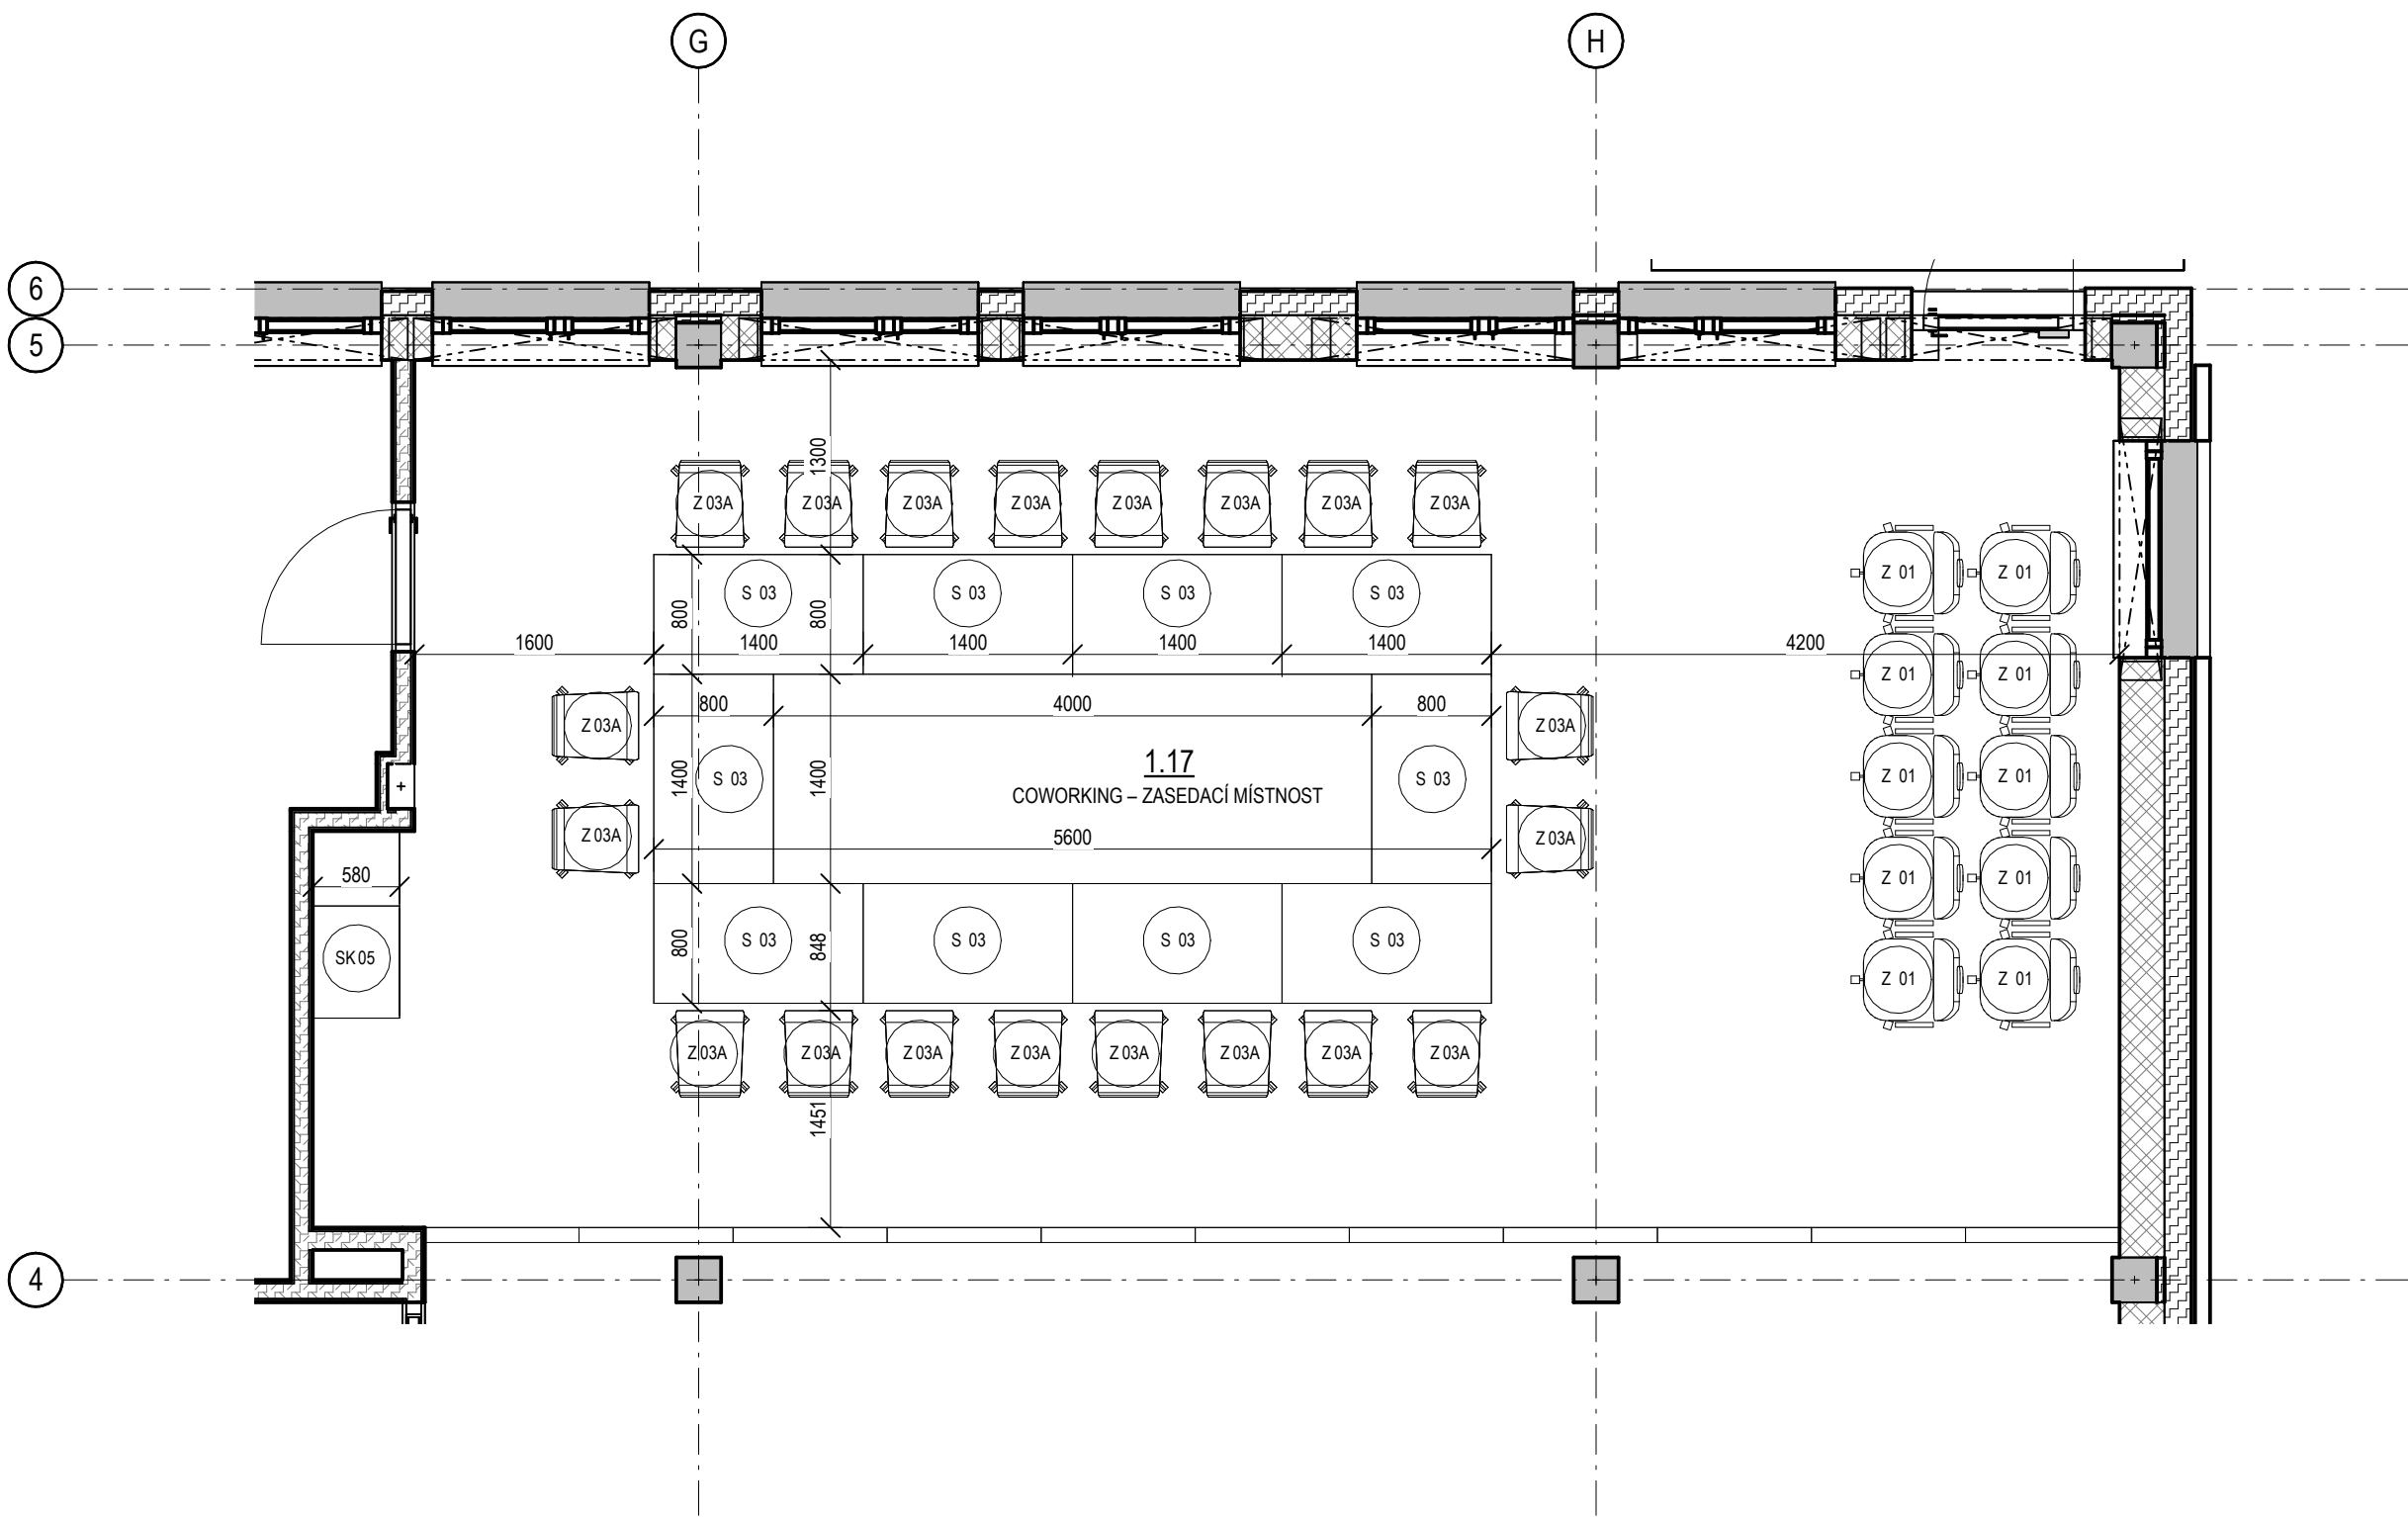 G H
6
5
1300
Z 03A Z 03A Z 03A Z 03A Z 03A Z 03A Z 03A Z 03A
Z 01 Z 01
S 03 S 03 S 03 S 03
800 800
1600 1400 1400 1400 1400 4200
Z 01 Z 01
800 4000 800
Z 03A Z 03A
1.17
COWORKING – ZASEDACÍ MÍSTNOST
1400 S 03 1400 S 03
Z 01 Z 01
Z 03A 5600 Z 03A
580
Z 01 Z 01
800 S 03 848 S 03 S 03 S 03
SK 05
Z 01 Z 01
Z 03A Z 03A Z 03A Z 03A Z 03A Z 03A Z 03A Z 03A
1451
4